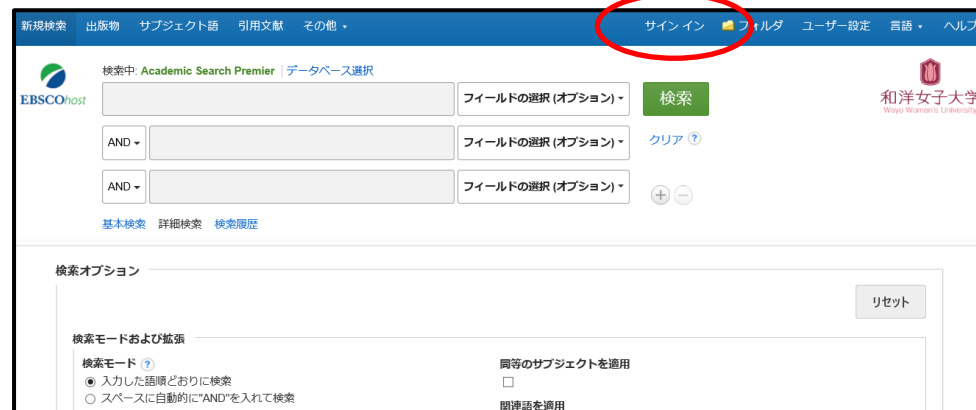 新規検索 出版物 サブジェクト語 引用文献 その他 サインイン フォルダ ユーザー設定 言語 ヘルプ
検索中: Academic Search Premier | データベース選択
EBSCOhost
フィールドの選択 (オプション) 検索
和洋女子大学
Wayo Women's University
AND フィールドの選択 (オプション) クリア ?
AND フィールドの選択 (オプション) + −
基本検索 詳細検索 検索履歴
検索オプション
リセット
検索モードおよび拡張
検索モード ? 同等のサブジェクトを適用
入力した語順どおりに検索
スペースに自動的に"AND"を入れて検索
関連語を適用